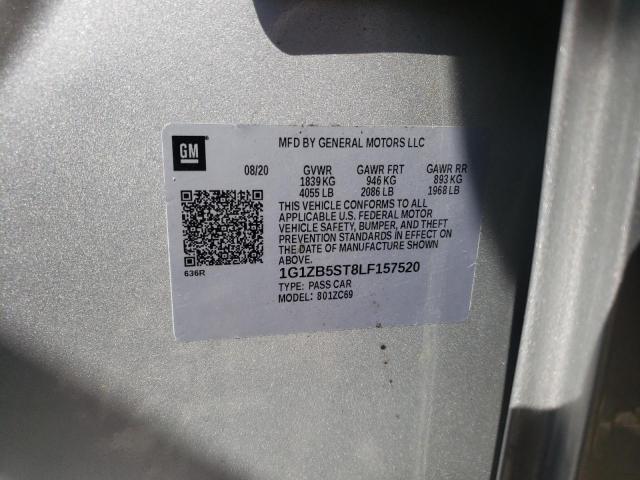 GM
MFD BY GENERAL MOTORS LLC
08/20 GVWR GAWR FRT GAWR RR
1839 KG 946 KG 893 KG
4055 LB 2086 LB 1968 LB
THIS VEHICLE CONFORMS TO ALL
APPLICABLE U.S. FEDERAL MOTOR
VEHICLE SAFETY, BUMPER, AND THEFT
PREVENTION STANDARDS IN EFFECT ON
THE DATE OF MANUFACTURE SHOWN
ABOVE.
636R
1G1ZB5ST8LF157520
TYPE: PASS CAR
MODEL: 801ZC69